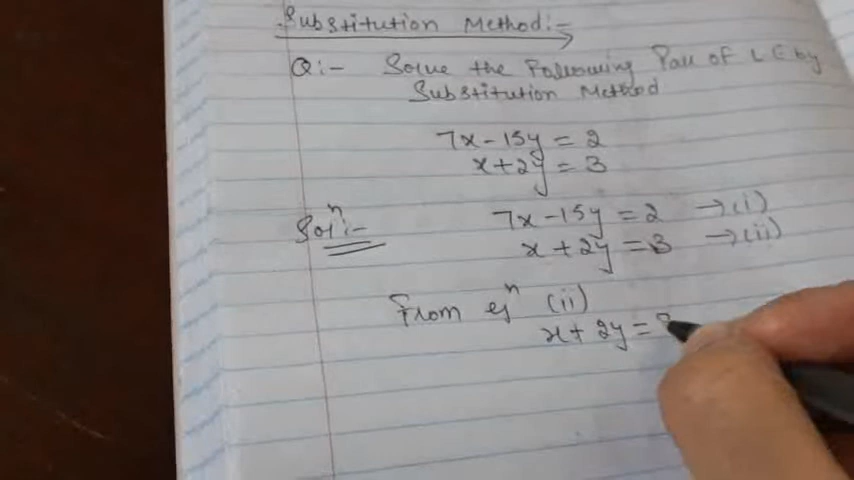 Substitution Method:-
Q:- Solve the Following Pair of L E by
Substitution Method
7x-15y = 2
x+2y = 3
Solⁿ:- 7x-15y = 2 →(i)
x + 2y = 3 →(ii)
From eqⁿ (ii)
x + 2y =